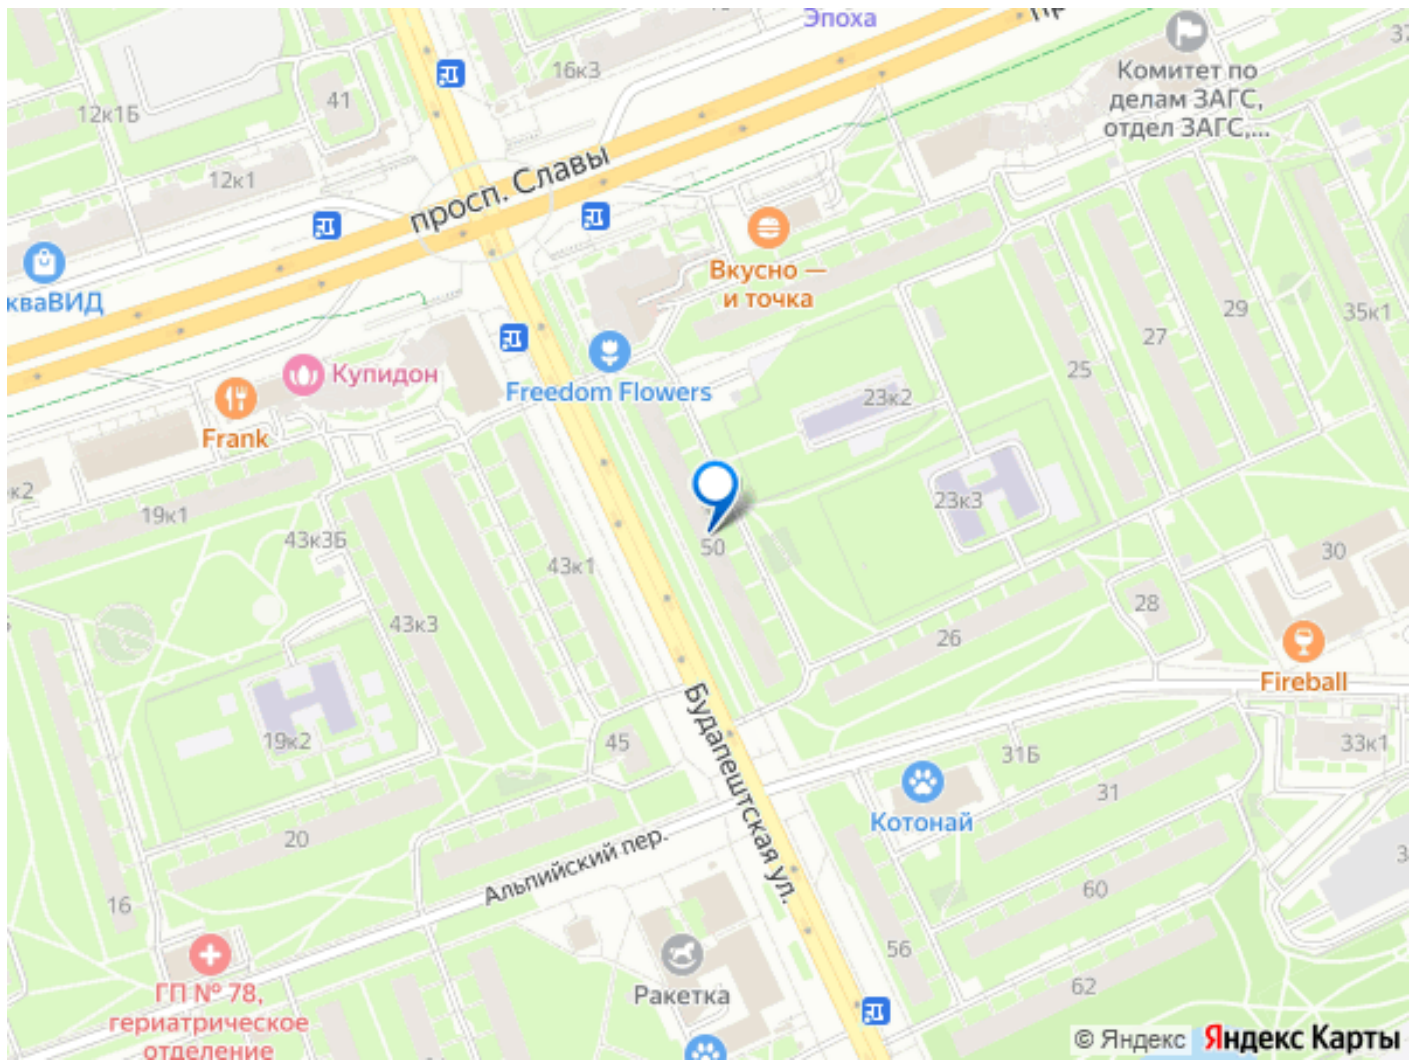 Эпоха
Комитет по
делам ЗАГС,
отдел ЗАГС,...
16к3
41
12к1Б
12к1
просп. Славы
кваВИД
Вкусно —
и точка
29
27
35к1
25
Купидон
Freedom Flowers
23к2
Frank
к2
19к1
23к3
43к3Б
50
43к1
30
28
43к3
26
Fireball
Будапештская ул.
19к2
45
31Б
33к1
31
Котонай
20
Альпийский пер.
60
16
56
Ракетка
62
ГП № 78,
гериатрическое
отделение
© Яндекс Яндекс Карты